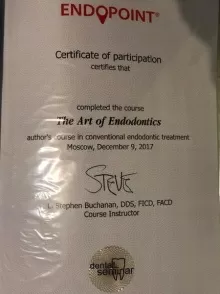 ENDOPOINT®
Certificate of participation
certifies that
completed the course
The Art of Endodontics
author's course in conventional endodontic treatment
Moscow, December 9, 2017
STEVE
L. Stephen Buchanan, DDS, FICD, FACD
Course Instructor
dental
seminar